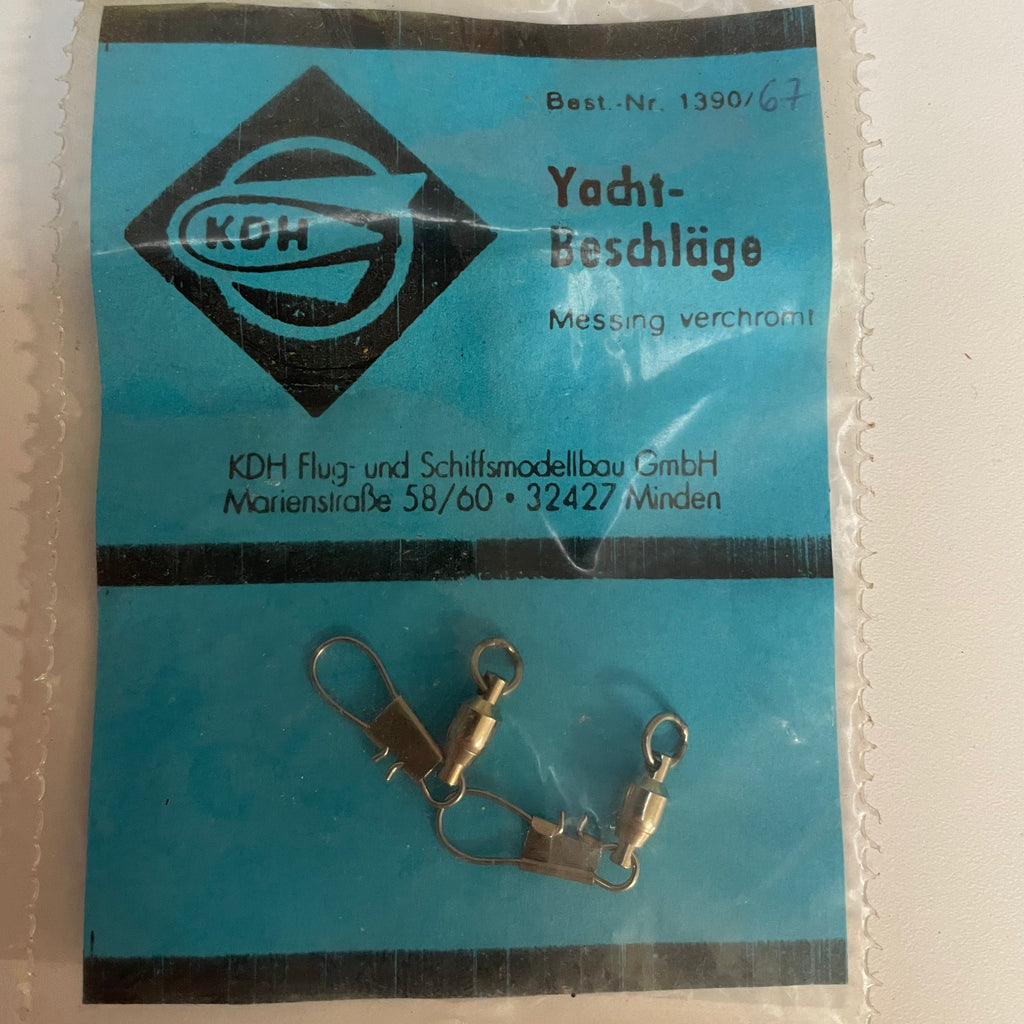 Best.-Nr. 1390/67
KDH
Yacht-
Beschläge
Messing verchromt
KDH Flug- und Schiffsmodellbau GmbH
Marienstraße 58/60 • 32427 Minden